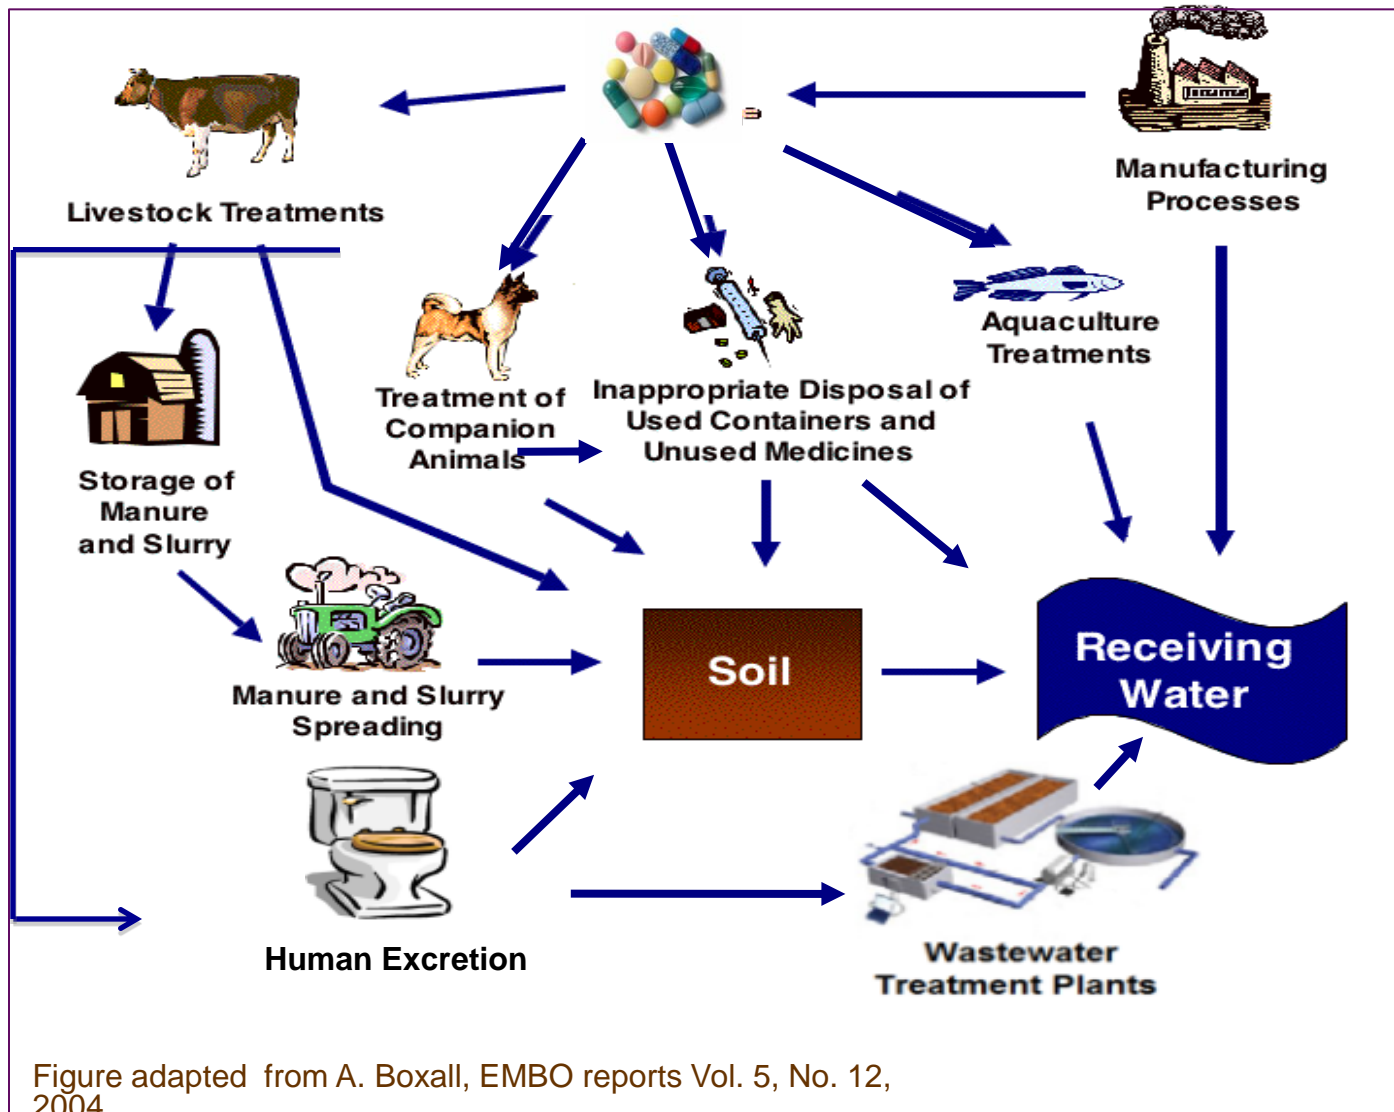 Manufacturing
Processes
Livestock Treatments
Aquaculture
Treatments
Treatment of
Companion
Animals
Inappropriate Disposal of
Used Containers and
Unused Medicines
Storage of
Manure
and Slurry
Soil
Receiving
Water
Manure and Slurry
Spreading
Human Excretion
Wastewater
Treatment Plants
Figure adapted from A. Boxall, EMBO reports Vol. 5, No. 12,
2004